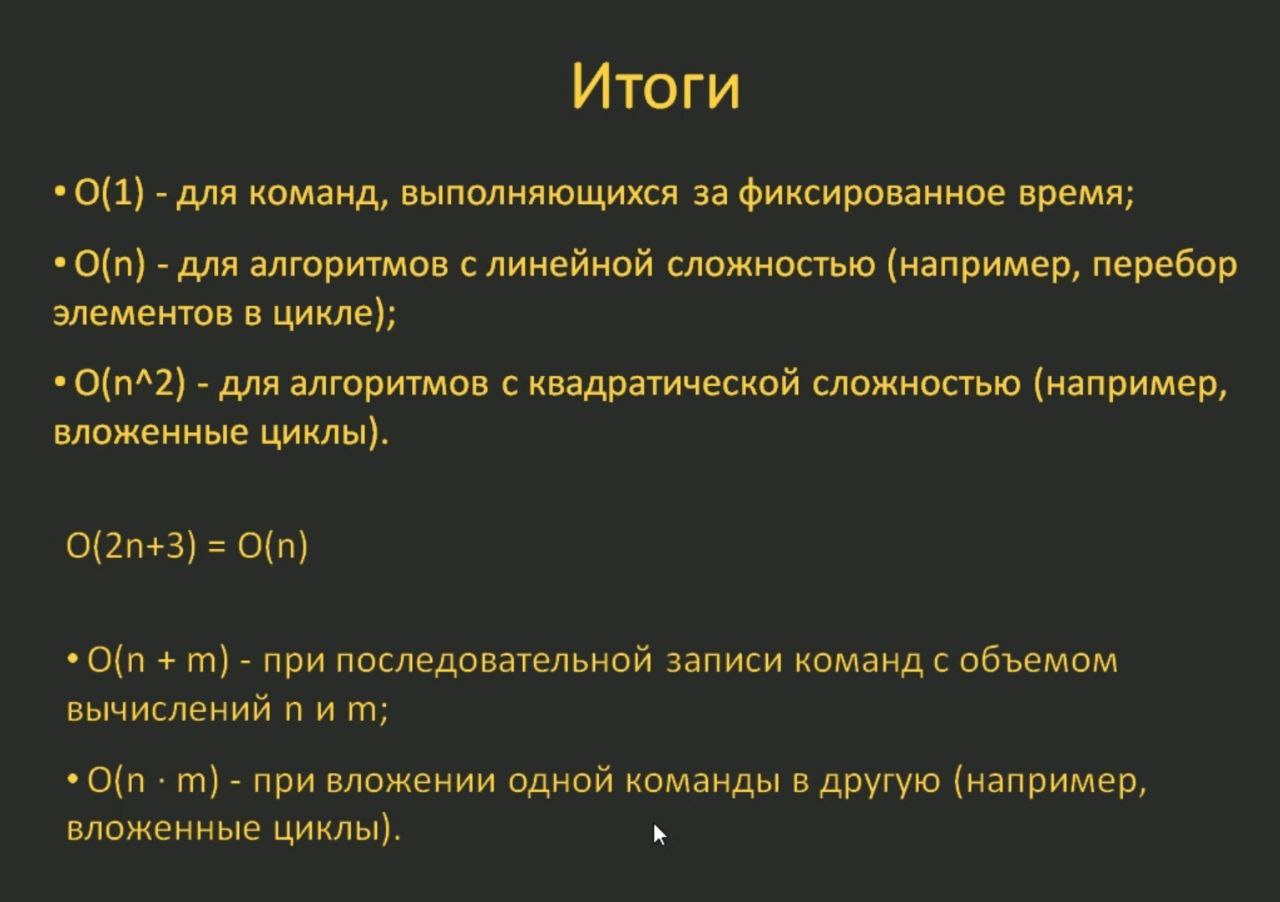 Итоги
• O(1) - для команд, выполняющихся за фиксированное время;
• O(n) - для алгоритмов с линейной сложностью (например, перебор
элементов в цикле);
• O(n^2) - для алгоритмов с квадратической сложностью (например,
вложенные циклы).
O(2n+3) = O(n)
• O(n + m) - при последовательной записи команд с объемом
вычислений n и m;
• O(n · m) - при вложении одной команды в другую (например,
вложенные циклы).